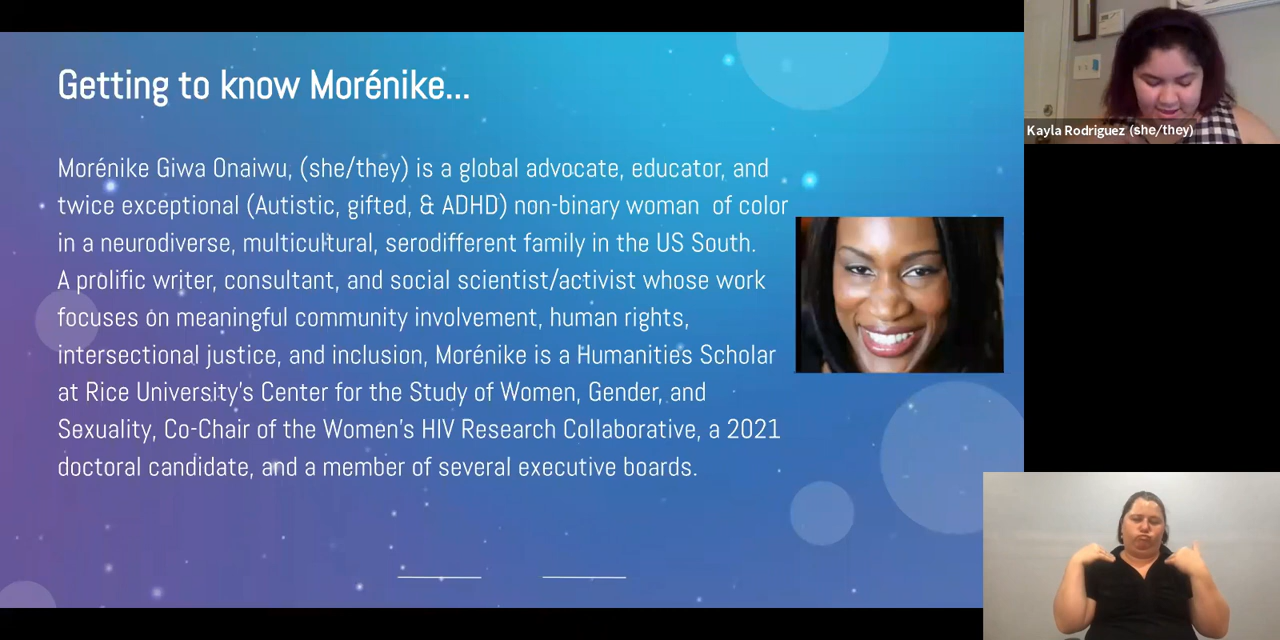 Getting to know Morénike...
Morénike Giwa Onaiwu, (she/they) is a global advocate, educator, and
twice exceptional (Autistic, gifted, & ADHD) non-binary woman  of color
in a neurodiverse, multicultural, serodifferent family in the US South.
A prolific writer, consultant, and social scientist/activist whose work
focuses on meaningful community involvement, human rights,
intersectional justice, and inclusion, Morénike is a Humanities Scholar
at Rice University's Center for the Study of Women, Gender, and
Sexuality, Co-Chair of the Women's HIV Research Collaborative, a 2021
doctoral candidate, and a member of several executive boards.
Kayla Rodriguez (she/they)